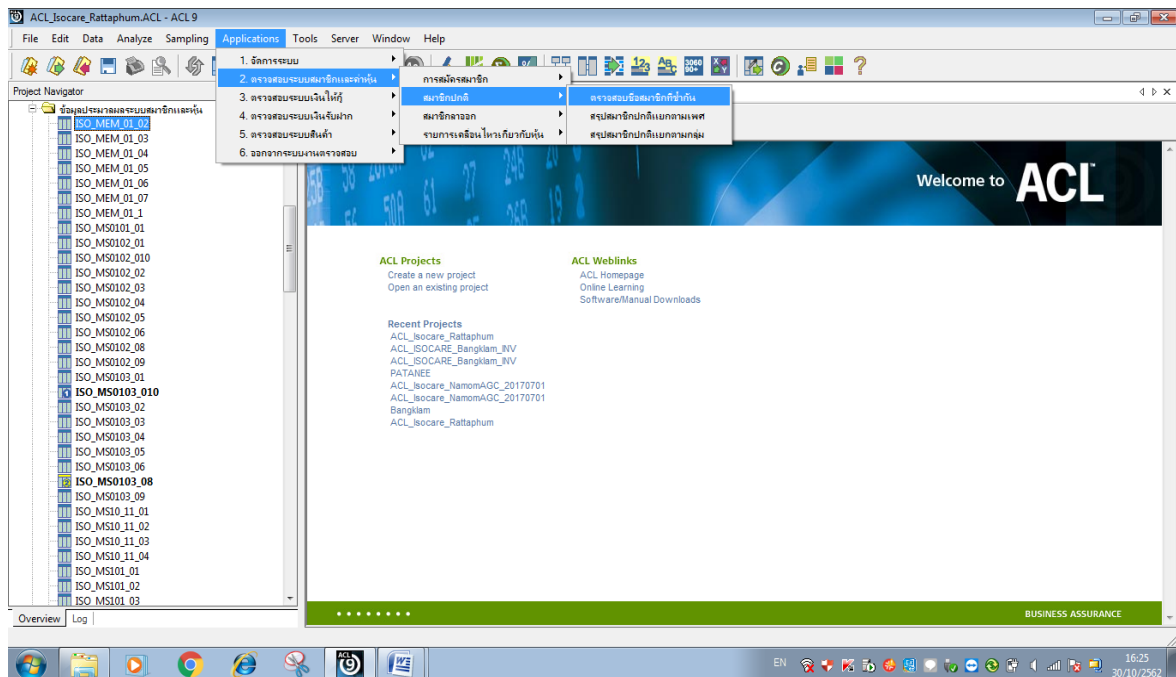 ACL_Isocare_Rattaphum.ACL - ACL 9
File Edit Data Analyze Sampling Applications Tools Server Window Help
1. จัดการระบบ
2. ตรวจสอบระบบสมาชิกและค่าหุ้น
3. ตรวจสอบระบบเงินให้กู้
4. ตรวจสอบระบบเงินรับฝาก
5. ตรวจสอบระบบสินค้า
6. ออกจากระบบงานตรวจสอบ
การสมัครสมาชิก
สมาชิกปกติ
สมาชิกลาออก
รายการเคลื่อนไหวเกี่ยวกับหุ้น
ตรวจสอบชื่อสมาชิกที่ซ้ำกัน
สรุปสมาชิกปกติแยกตามเพศ
สรุปสมาชิกปกติแยกตามกลุ่ม
Project Navigator
ข้อมูลประมวลผลระบบสมาชิกและหุ้น
ISO_MEM_01_02
ISO_MEM_01_03
ISO_MEM_01_04
ISO_MEM_01_05
ISO_MEM_01_06
ISO_MEM_01_07
ISO_MEM_01_1
ISO_MS0101_01
ISO_MS0102_01
ISO_MS0102_010
ISO_MS0102_02
ISO_MS0102_03
ISO_MS0102_04
ISO_MS0102_05
ISO_MS0102_06
ISO_MS0102_08
ISO_MS0102_09
ISO_MS0103_01
ISO_MS0103_010
ISO_MS0103_02
ISO_MS0103_03
ISO_MS0103_04
ISO_MS0103_05
ISO_MS0103_06
ISO_MS0103_08
ISO_MS0103_09
ISO_MS10_11_01
ISO_MS10_11_02
ISO_MS10_11_03
ISO_MS10_11_04
ISO_MS101_01
ISO_MS101_02
ISO_MS101_03
Overview Log
Welcome to ACL™
ACL Projects
Create a new project
Open an existing project
Recent Projects
ACL_Isocare_Rattaphum
ACL_ISOCARE_Bangklam_INV
ACL_ISOCARE_Bangklam_INV
PATANEE
ACL_Isocare_NamomAGC_20170701
ACL_Isocare_NamomAGC_20170701
Bangklam
ACL_Isocare_Rattaphum
ACL Weblinks
ACL Homepage
Online Learning
Software/Manual Downloads
BUSINESS ASSURANCE
EN
16:25
30/10/2562